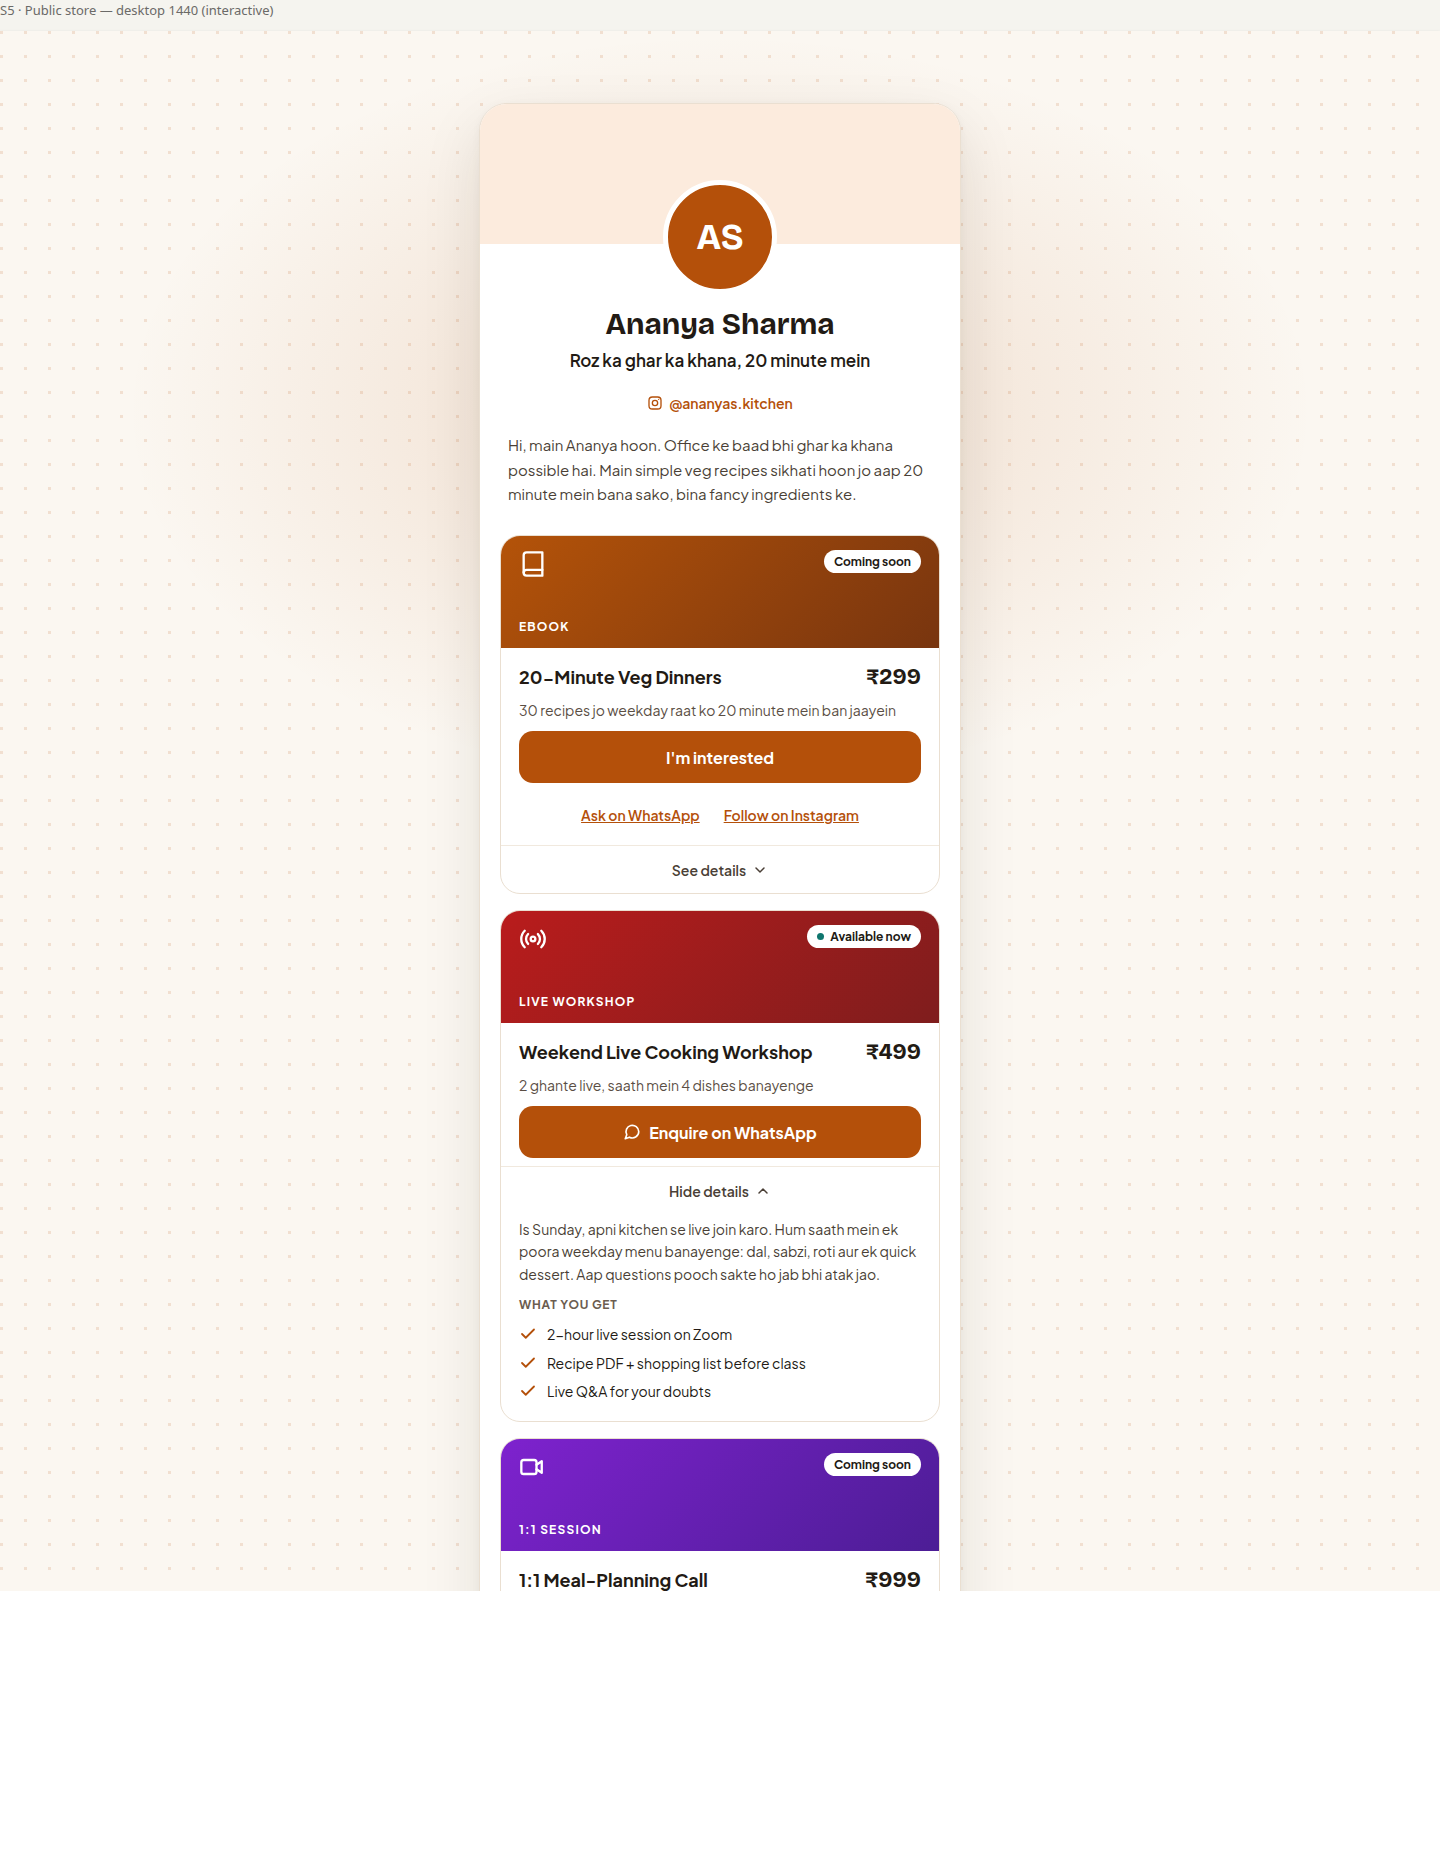 S5 · Public store — desktop 1440 (interactive)
AS
Ananya Sharma
Roz ka ghar ka khana, 20 minute mein
@ananyas.kitchen
Hi, main Ananya hoon. Office ke baad bhi ghar ka khana
possible hai. Main simple veg recipes sikhati hoon jo aap 20
minute mein bana sako, bina fancy ingredients ke.
Coming soon
EBOOK
20-Minute Veg Dinners ₹299
30 recipes jo weekday raat ko 20 minute mein ban jaayein
I'm interested
Ask on WhatsApp Follow on Instagram
See details
Available now
LIVE WORKSHOP
Weekend Live Cooking Workshop ₹499
2 ghante live, saath mein 4 dishes banayenge
Enquire on WhatsApp
Hide details
Is Sunday, apni kitchen se live join karo. Hum saath mein ek
poora weekday menu banayenge: dal, sabzi, roti aur ek quick
dessert. Aap questions pooch sakte ho jab bhi atak jao.
WHAT YOU GET
2-hour live session on Zoom
Recipe PDF + shopping list before class
Live Q&A for your doubts
Coming soon
1:1 SESSION
1:1 Meal-Planning Call ₹999